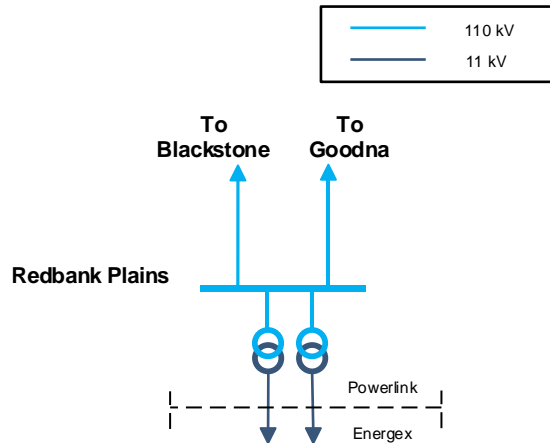 110 kV
11 kV
To
Blackstone
To
Goodna
Redbank Plains
Powerlink
Energex